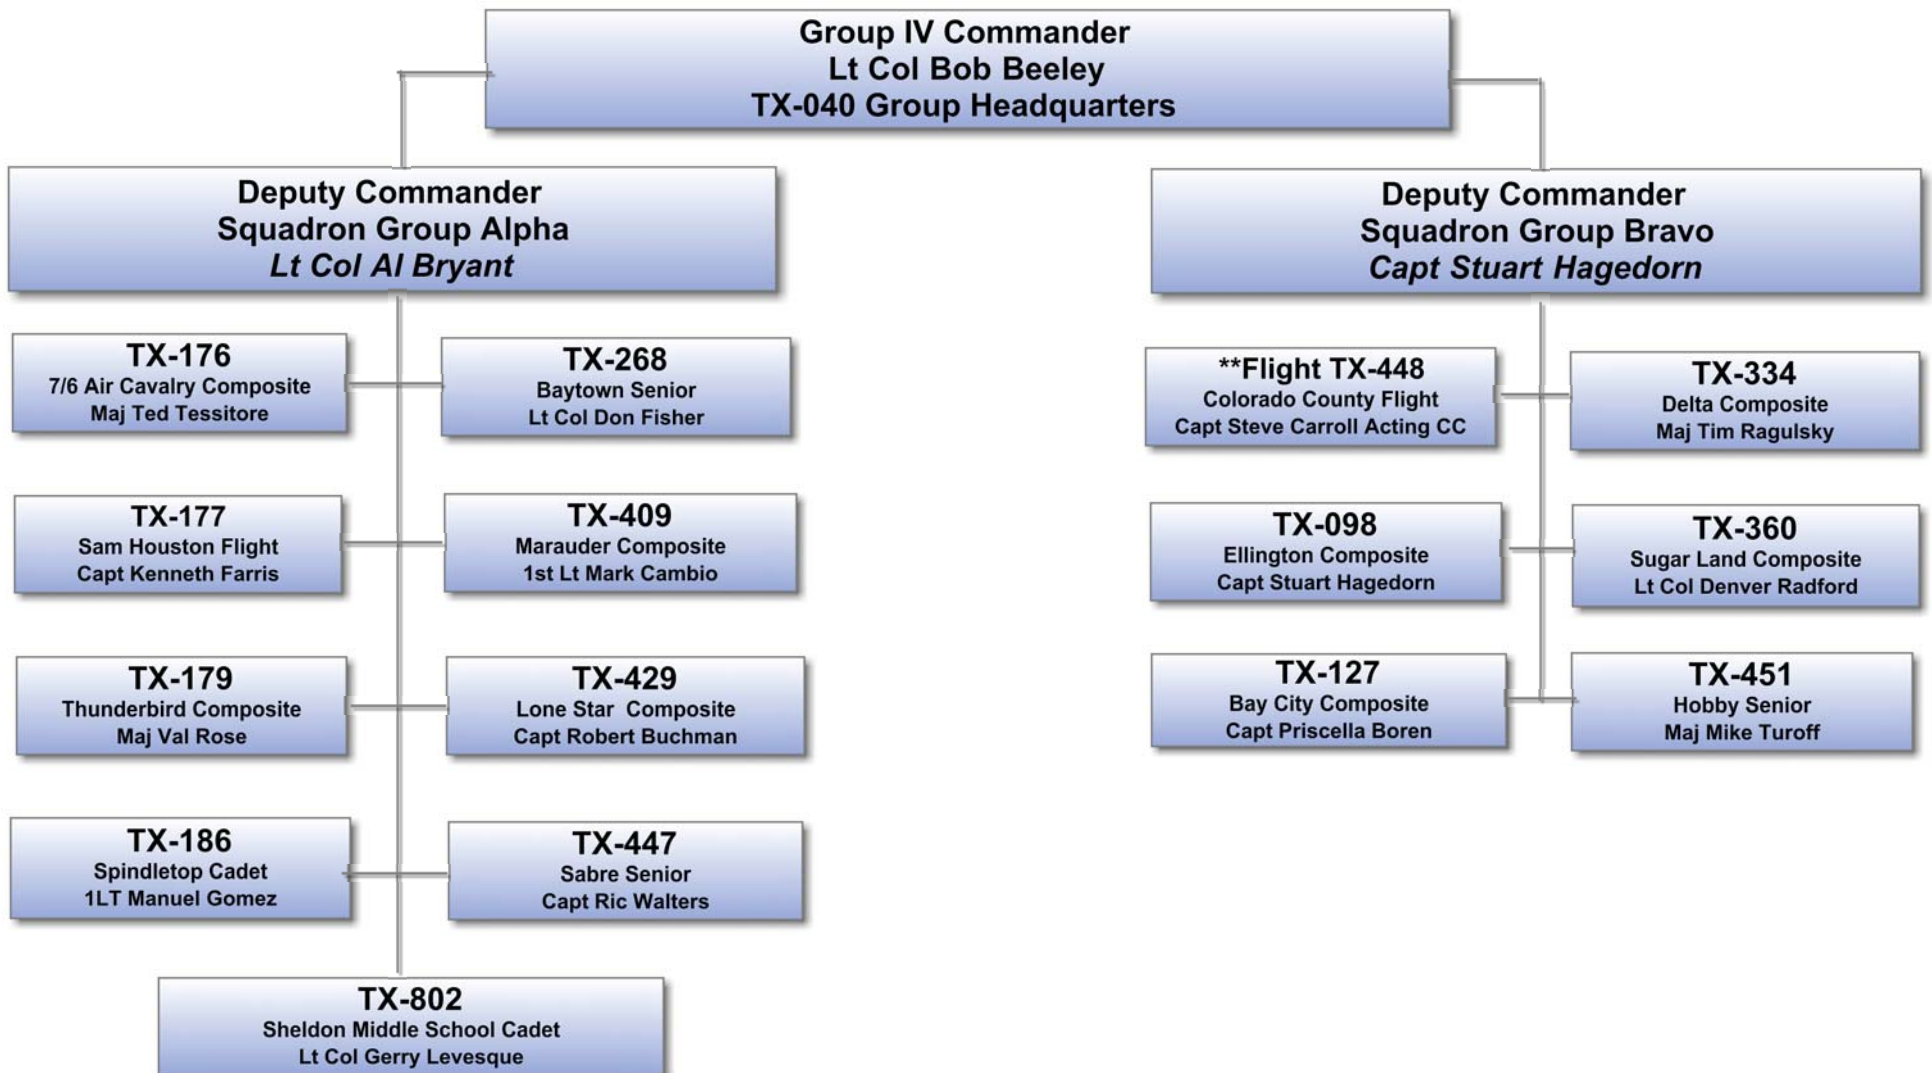 Group IV Commander
Lt Col Bob Beeley
TX-040 Group Headquarters
Deputy Commander
Squadron Group Alpha
Lt Col Al Bryant
Deputy Commander
Squadron Group Bravo
Capt Stuart Hagedorn
TX-176
7/6 Air Cavalry Composite
Maj Ted Tessitore
TX-268
Baytown Senior
Lt Col Don Fisher
**Flight TX-448
Colorado County Flight
Capt Steve Carroll Acting CC
TX-334
Delta Composite
Maj Tim Ragulsky
TX-177
Sam Houston Flight
Capt Kenneth Farris
TX-409
Marauder Composite
1st Lt Mark Cambio
TX-098
Ellington Composite
Capt Stuart Hagedorn
TX-360
Sugar Land Composite
Lt Col Denver Radford
TX-179
Thunderbird Composite
Maj Val Rose
TX-429
Lone Star Composite
Capt Robert Buchman
TX-127
Bay City Composite
Capt Priscella Boren
TX-451
Hobby Senior
Maj Mike Turoff
TX-186
Spindletop Cadet
1LT Manuel Gomez
TX-447
Sabre Senior
Capt Ric Walters
TX-802
Sheldon Middle School Cadet
Lt Col Gerry Levesque